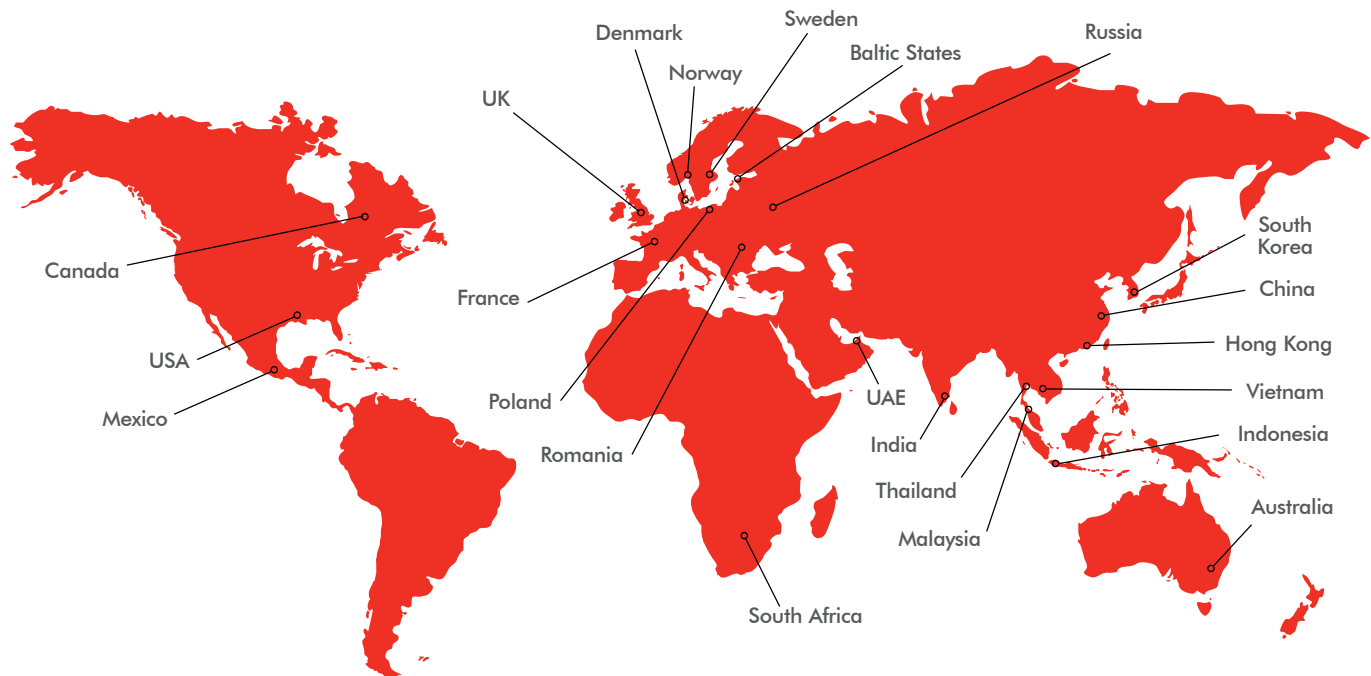 Sweden
Denmark
Russia
Baltic States
Norway
UK
South
Korea
Canada
China
France
Hong Kong
USA
Vietnam
UAE
Poland
Mexico
Indonesia
India
Romania
Thailand
Australia
Malaysia
South Africa